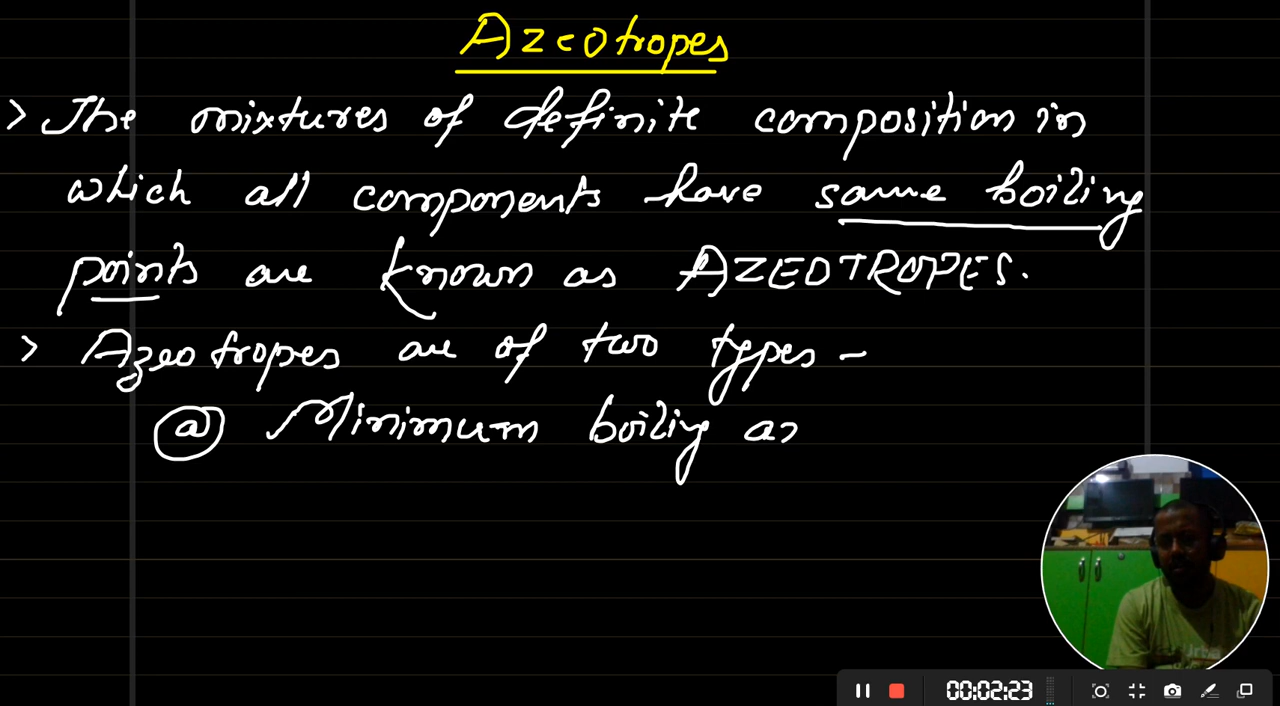 Azeotropes
> The mixtures of definite composition in
which all components have same boiling
points are known as AZEOTROPES.
> Azeotropes are of two types -
ⓐ Minimum boiling az
00:02:23